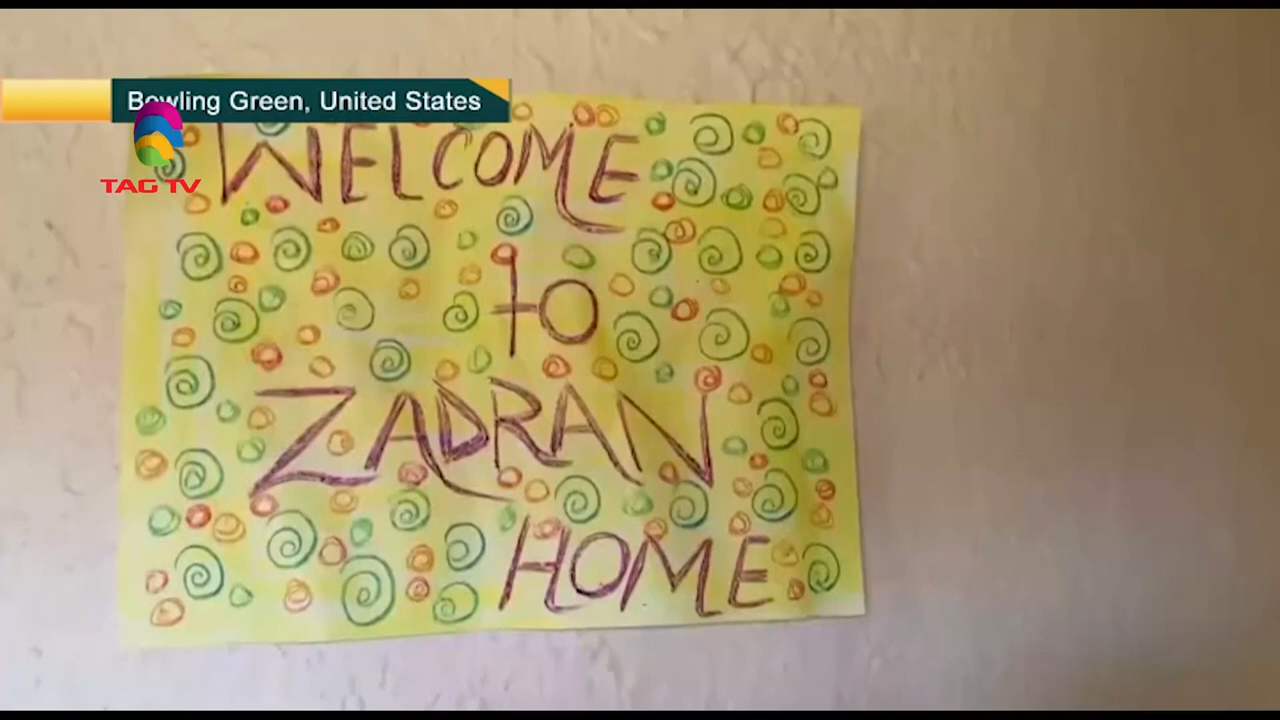 Bowling Green, United States
TAG TV
WELCOME
to
ZADRAN
HOME